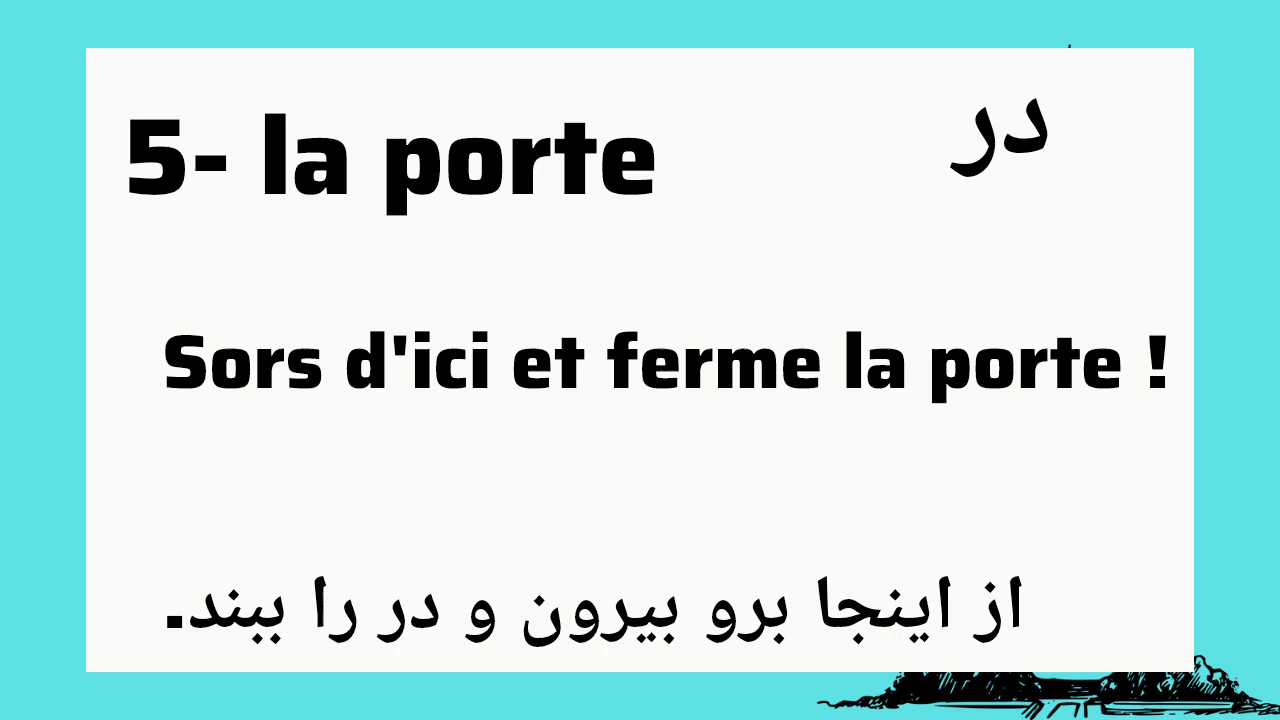 5- la porte
در
Sors d'ici et ferme la porte !
از اینجا برو بیرون و در را ببند.